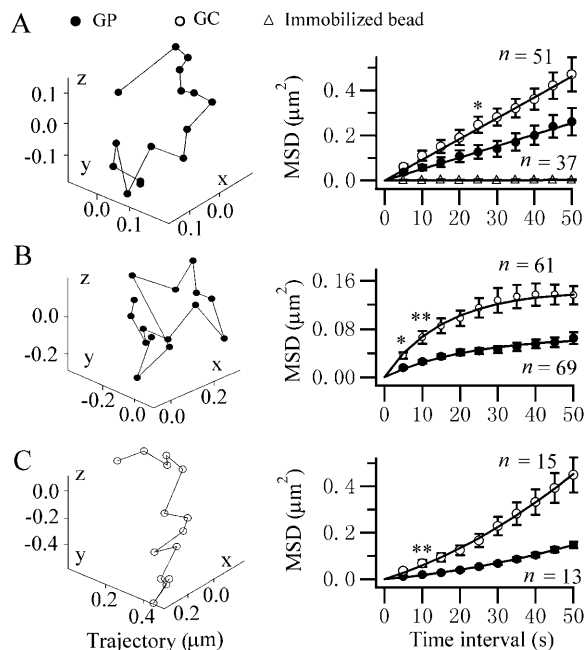 A
GP
GC
Immobilized bead
z
0.1
0.0
-0.1
y
x
0.0
0.1
0.1
0.0
MSD (μm²)
0.4
0.2
0.0
n = 51
*
n = 37
0 10 20 30 40 50
B
z
0.0
-0.2
y
x
-0.2
0.0
0.0
0.2
MSD (μm²)
0.16
0.08
0.00
n = 61
* **
n = 69
0 10 20 30 40 50
C
z
0.0
-0.2
-0.4
y
x
0.2
0.4
0.2
0.0
Trajectory (μm)
MSD (μm²)
0.4
0.2
0.0
n = 15
**
n = 13
0 10 20 30 40 50
Time interval (s)